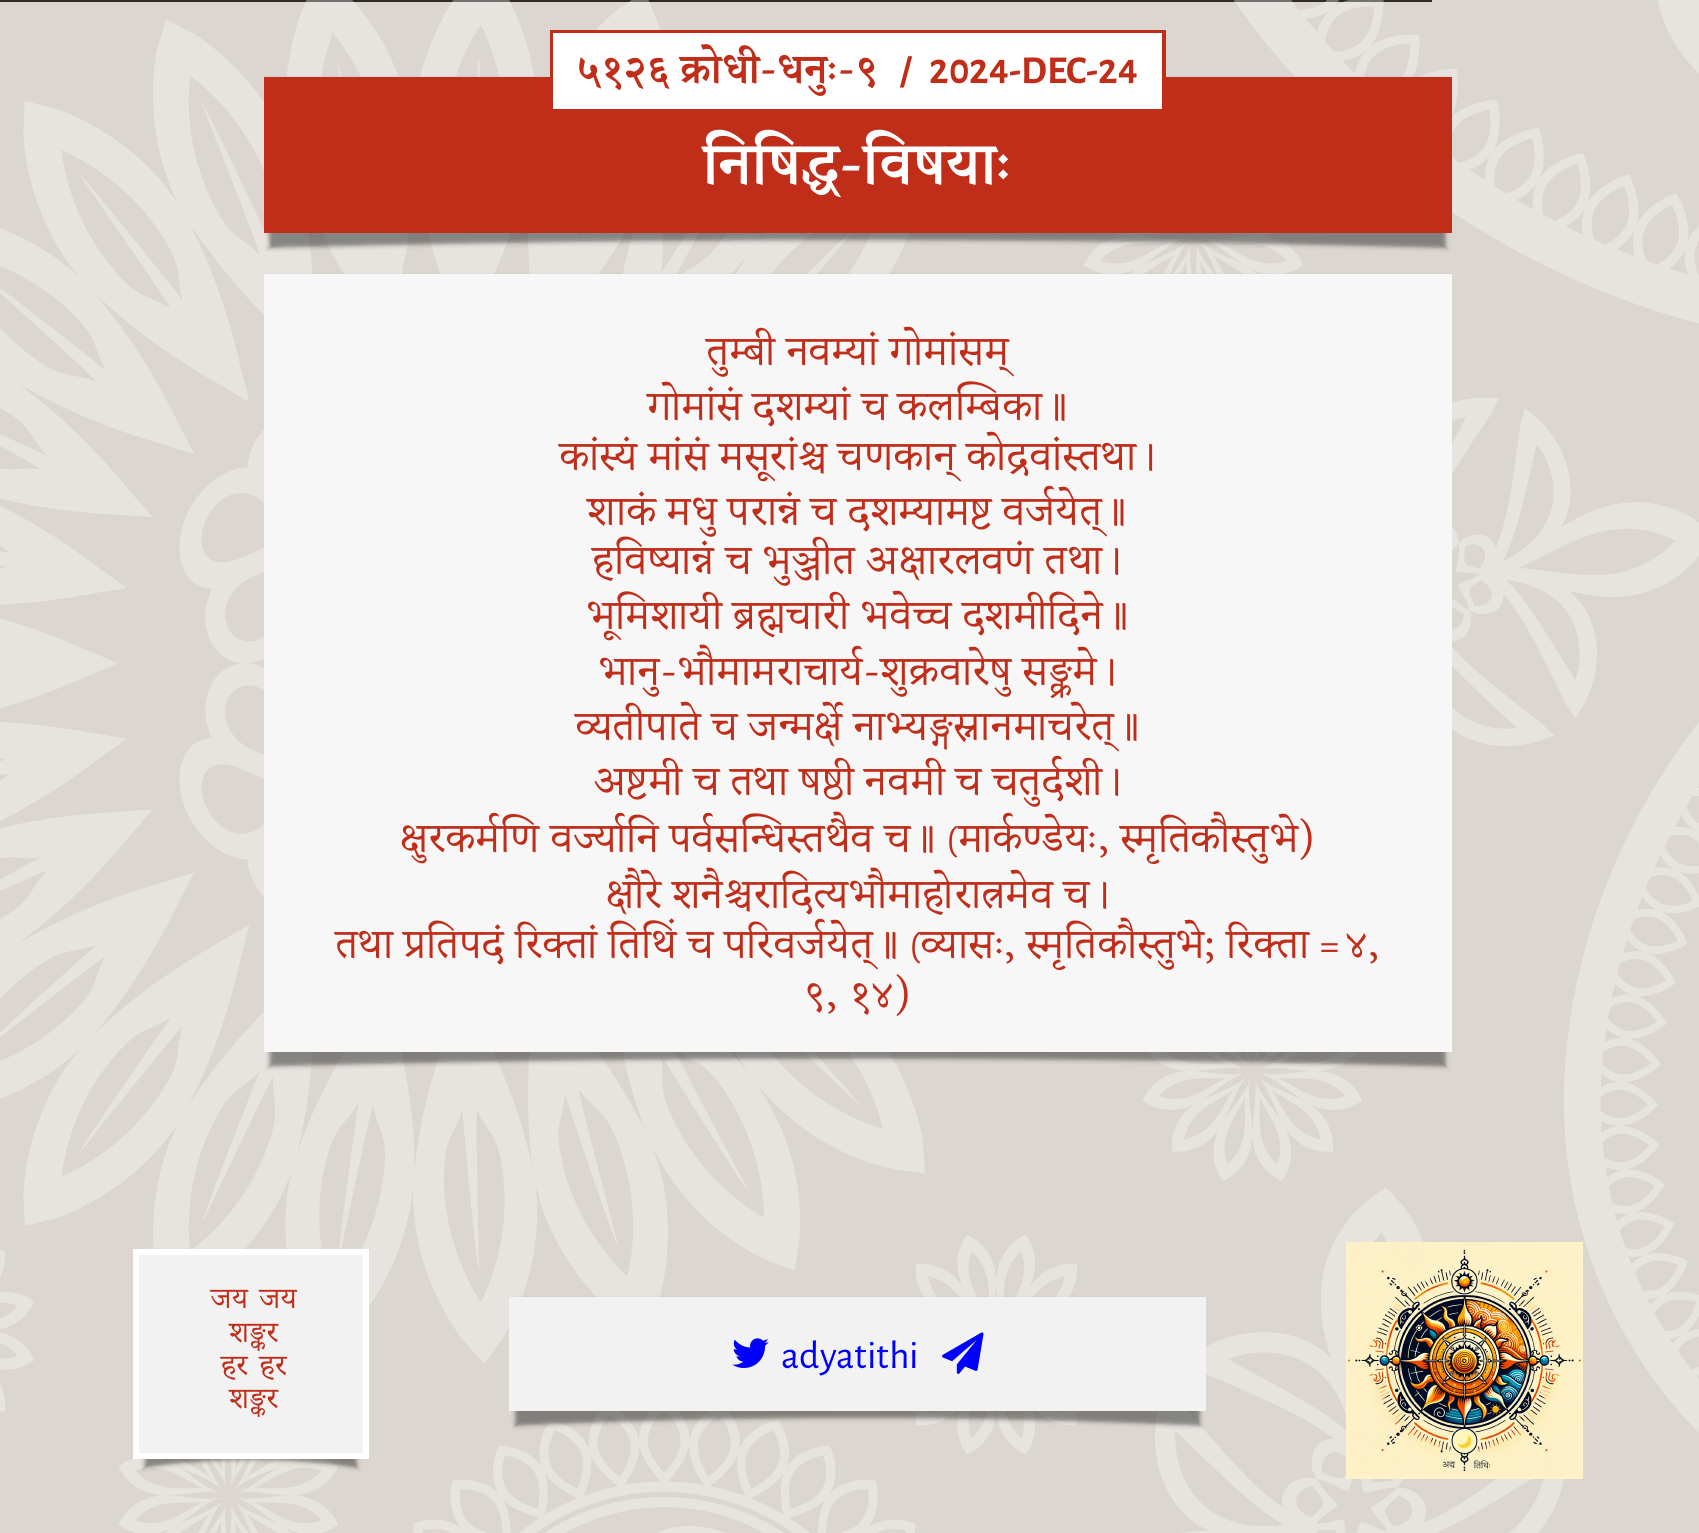 ५१२६ क्रोधी-धनुः-९ / 2024-DEC-24
निषिद्ध-विषयाः
तुम्बी नवम्यां गोमांसम्
गोमांसं दशम्यां च कलम्बिका॥
कांस्यं मांसं मसूरांश्च चणकान् कोद्रवांस्तथा।
शाकं मधु परान्नं च दशम्यामष्ट वर्जयेत्॥
हविष्यान्नं च भुञ्जीत अक्षारलवणं तथा।
भूमिशायी ब्रह्मचारी भवेच्च दशमीदिने॥
भानु-भौमामराचार्य-शुक्रवारेषु सङ्क्रमे।
व्यतीपाते च जन्मर्क्षे नाभ्यङ्गस्नानमाचरेत्॥
अष्टमी च तथा षष्ठी नवमी च चतुर्दशी।
क्षुरकर्मणि वर्ज्यानि पर्वसन्धिस्तथैव च॥ (मार्कण्डेयः, स्मृतिकौस्तुभे)
क्षौरे शनैश्चरादित्यभौमाहोरात्रमेव च।
तथा प्रतिपदं रिक्तां तिथिं च परिवर्जयेत्॥ (व्यासः, स्मृतिकौस्तुभे; रिक्ता = ४,
९, १४)
जय जय
शङ्कर
हर हर
शङ्कर
adyatithi
अद्य तिथिः